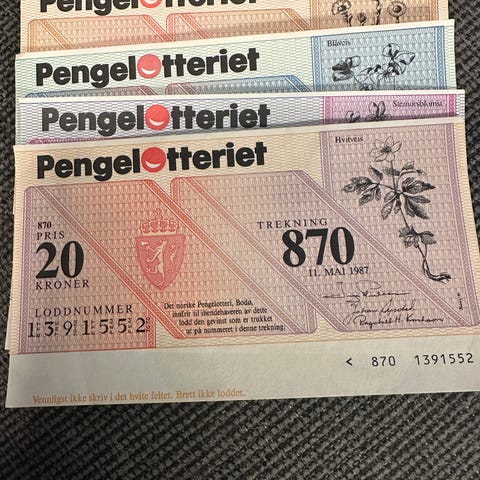 Pengelotteriet
Blåveis
Pengelotteriet
Stemorsblomst
Pengelotteriet
Hvitveis
Pengelotteriet
870
PRIS
20
KRONER
LODDNUMMER
1391552
TREKNING
870
11. MAI 1987
Det norske Pengelotteri, Bodø,
innfrir til ihendehaveren av dette
lodd den gevinst som er trukket
ut på nummeret i denne trekning.
< 870 1391552
Vennligst ikke skriv i det hvite feltet. Brett ikke loddet.